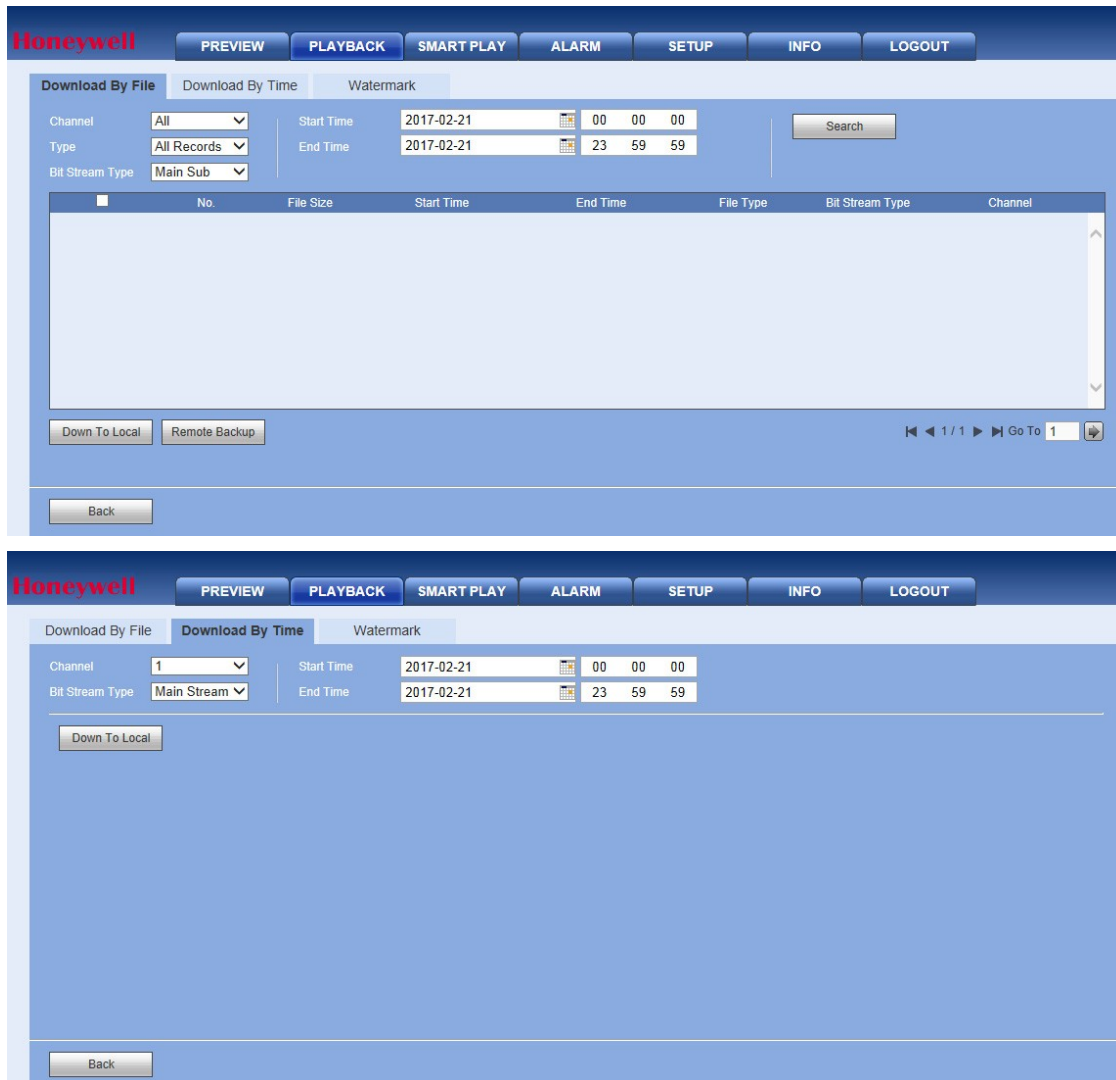 Honeywell PREVIEW PLAYBACK SMART PLAY ALARM SETUP INFO LOGOUT
Download By File Download By Time Watermark
Channel All Start Time 2017-02-21 00 00 00 Search
Type All Records End Time 2017-02-21 23 59 59
Bit Stream Type Main Sub
No. File Size Start Time End Time File Type Bit Stream Type Channel
Down To Local Remote Backup 1 / 1 Go To 1
Back
Honeywell PREVIEW PLAYBACK SMART PLAY ALARM SETUP INFO LOGOUT
Download By File Download By Time Watermark
Channel 1 Start Time 2017-02-21 00 00 00
Bit Stream Type Main Stream End Time 2017-02-21 23 59 59
Down To Local
Back